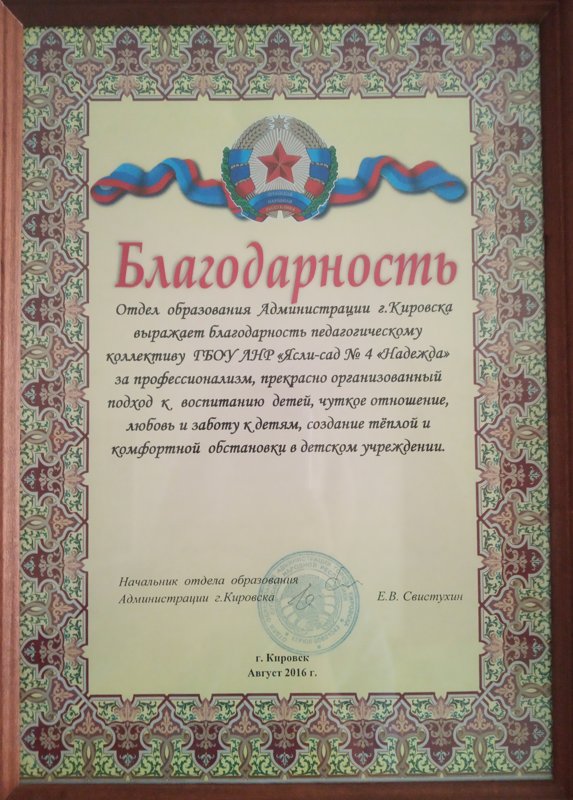 Благодарность
Отдел образования Администрации г.Кировска
выражает благодарность педагогическому
коллективу ГБОУ ЛНР «Ясли-сад № 4 «Надежда»
за профессионализм, прекрасно организованный
подход к воспитанию детей, чуткое отношение,
любовь и заботу к детям, создание тёплой и
комфортной обстановки в детском учреждении.
Начальник отдела образования
Администрации г.Кировска
Е.В. Свистухин
г. Кировск
Август 2016 г.